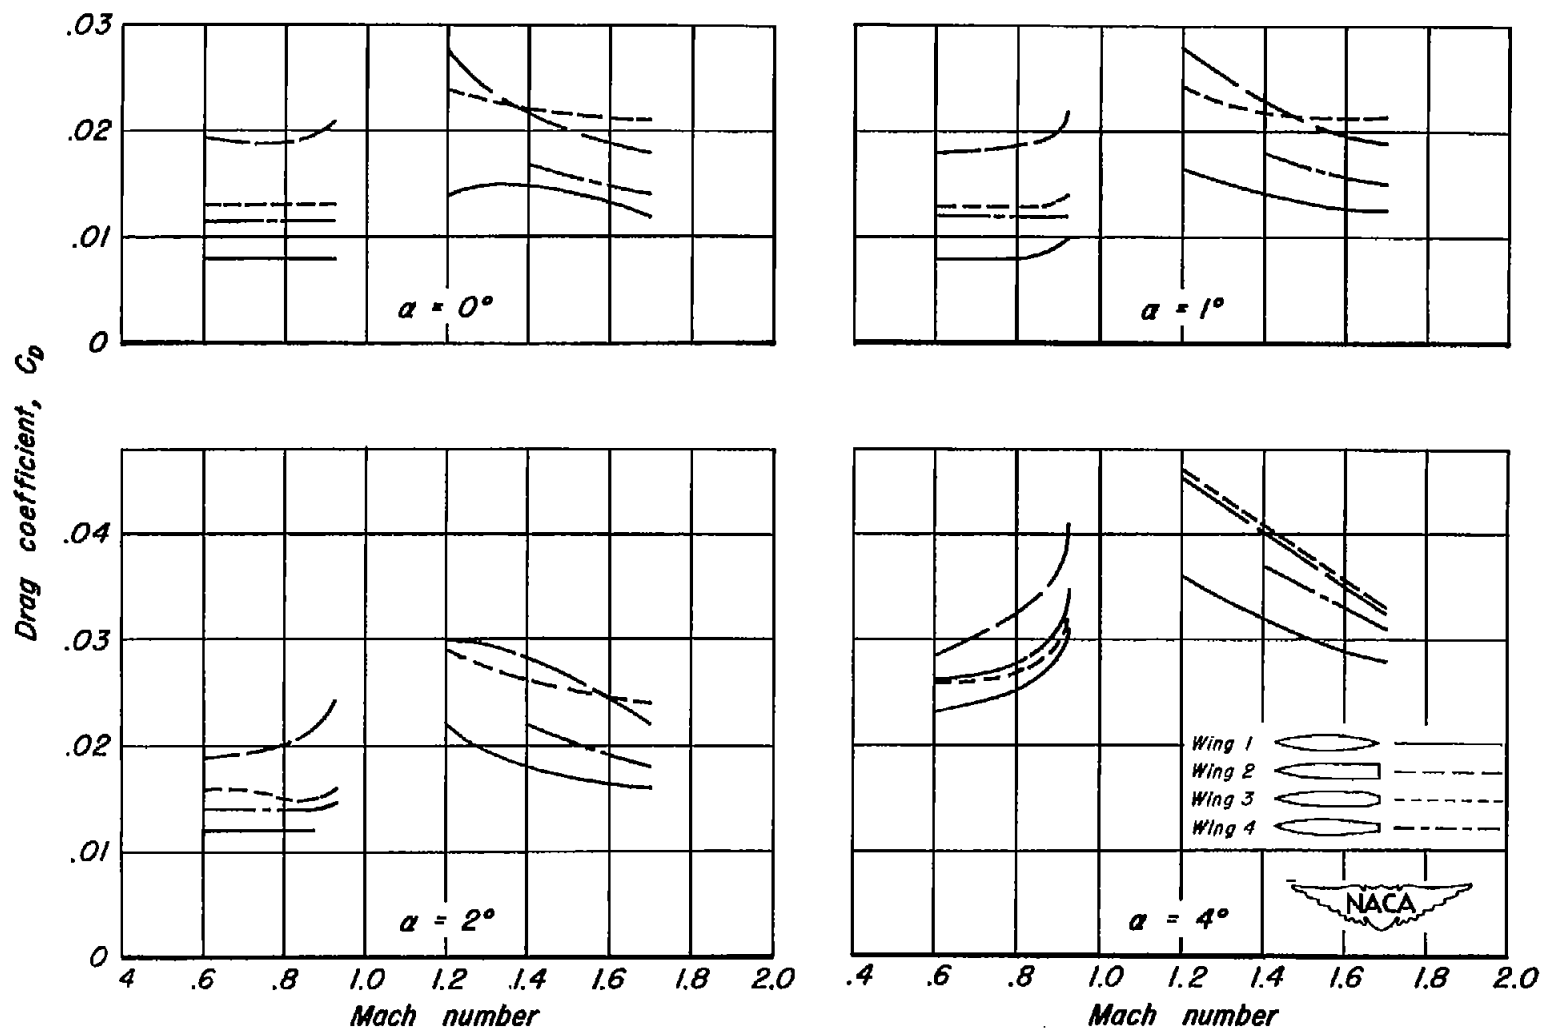 .03
.02
.01
0
α = 0°
α = 1°
Drag coefficient, C_D
.04
.03
.02
.01
0
α = 2°
α = 4°
Wing 1
Wing 2
Wing 3
Wing 4
NACA
.4 .6 .8 1.0 1.2 1.4 1.6 1.8 2.0
.4 .6 .8 1.0 1.2 1.4 1.6 1.8 2.0
Mach number
Mach number